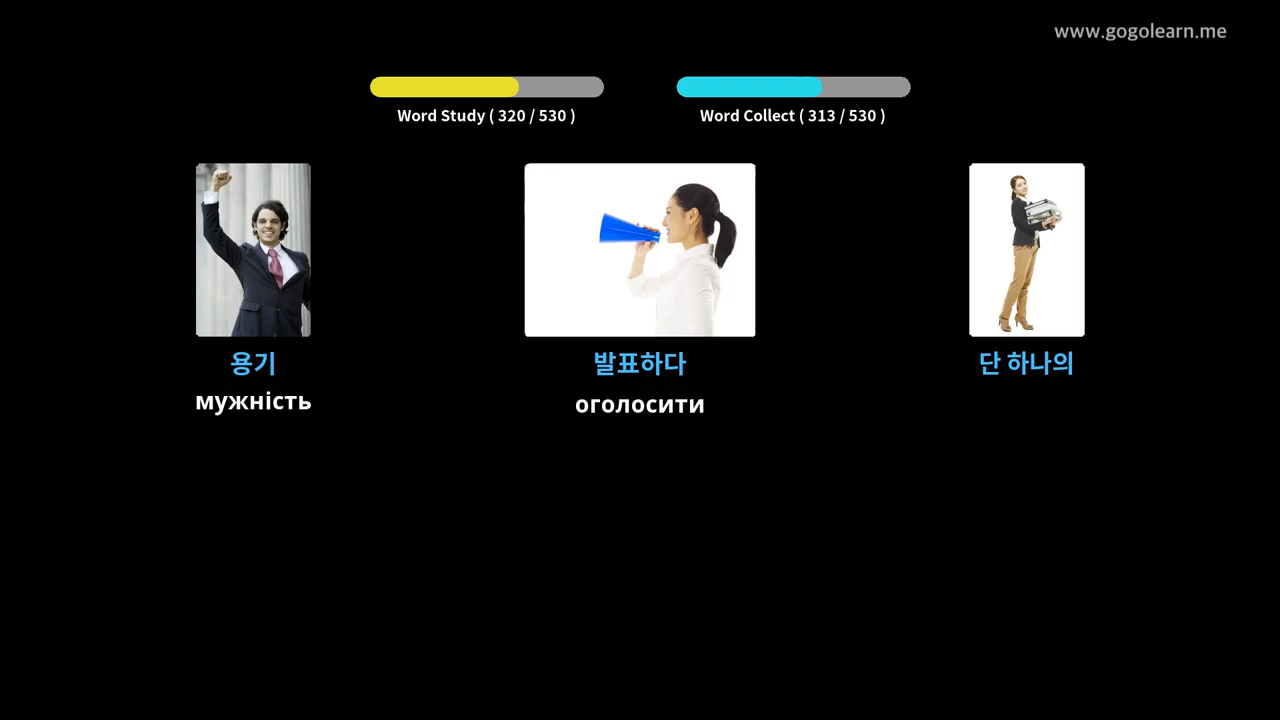 www.gogolearn.me
Word Study ( 320 / 530 )
Word Collect ( 313 / 530 )
용기
발표하다
단 하나의
мужність
оголосити